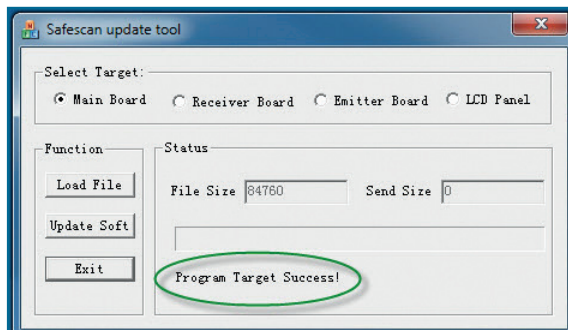 Safescan update tool
Select Target:
Main Board Receiver Board Emitter Board LCD Panel
Function
Status
Load File
File Size 84760 Send Size 0
Update Soft
Exit
Program Target Success!